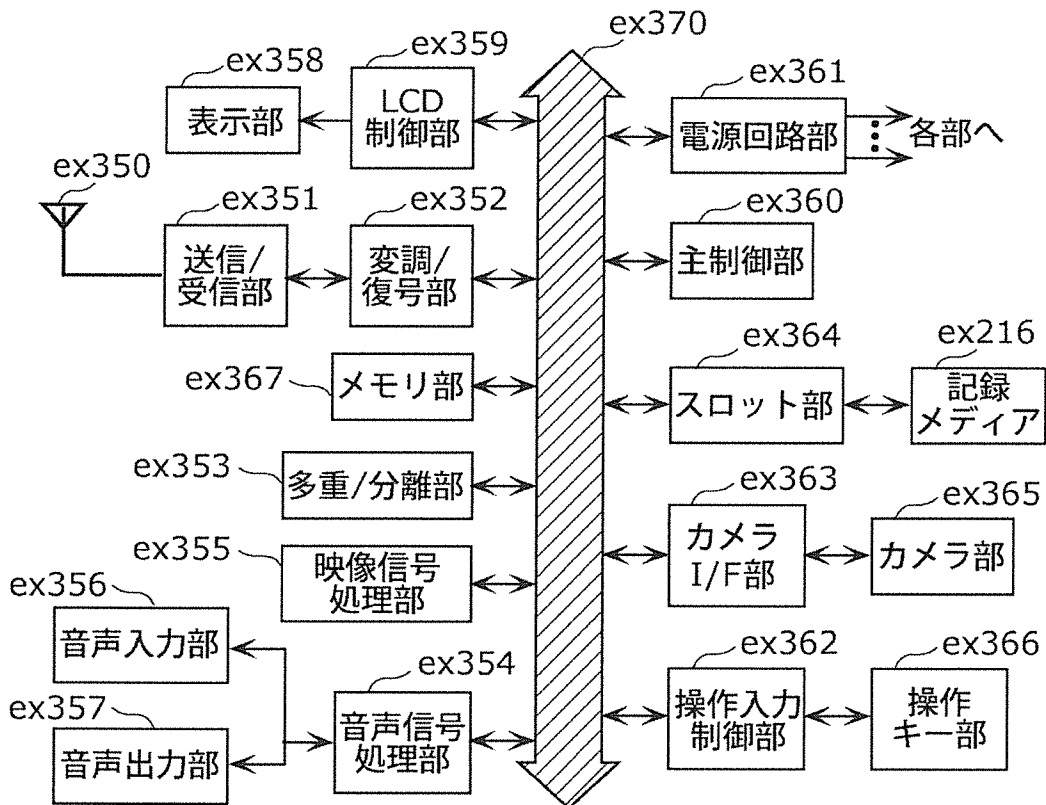 ex370
ex359
ex358
LCD
制御部
表示部
ex361
電源回路部
各部へ
ex350
ex351
送信/
受信部
ex352
変調/
復号部
ex360
主制御部
ex367
メモリ部
ex364
スロット部
ex216
記録
メディア
ex353
多重/分離部
ex363
カメラ
I/F部
ex365
カメラ部
ex355
映像信号
処理部
ex356
音声入力部
ex354
音声信号
処理部
ex357
音声出力部
ex362
操作入力
制御部
ex366
操作
キー部